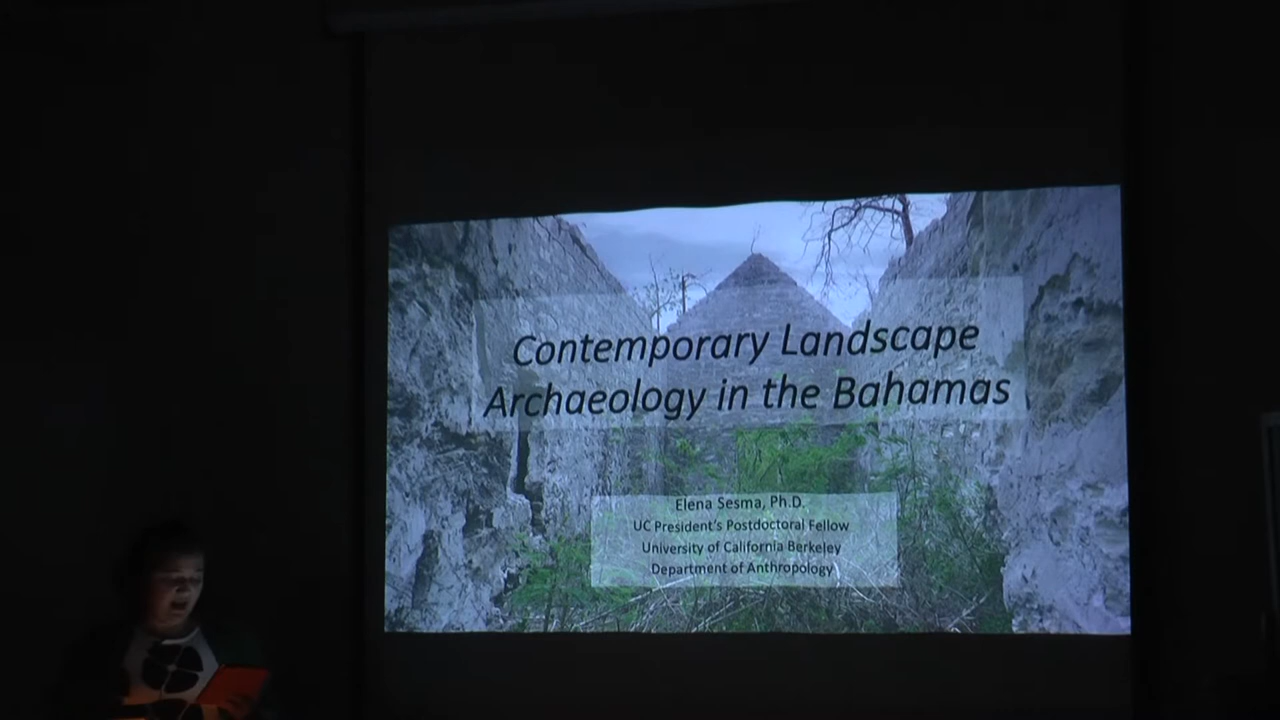 Contemporary Landscape
Archaeology in the Bahamas
Elena Sesma, Ph.D.
UC President's Postdoctoral Fellow
University of California Berkeley
Department of Anthropology